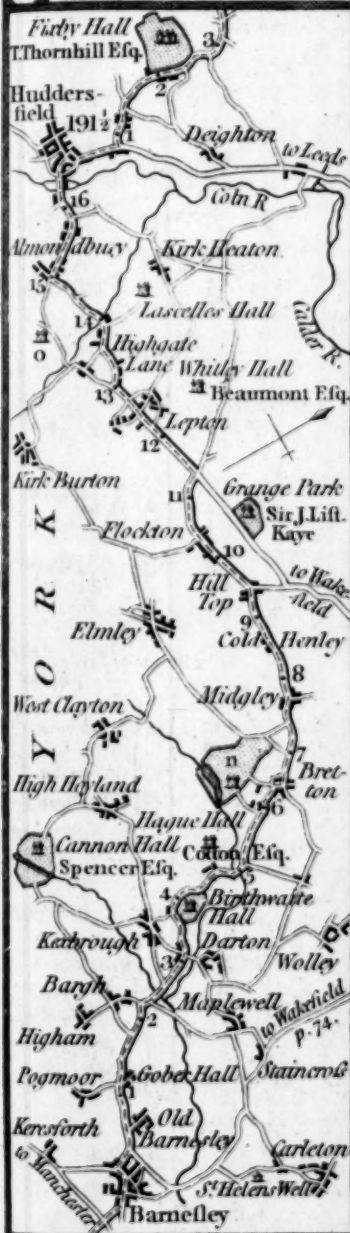 Fixby Hall
T. Thornhill Esq.
3
2
Hudders-
field
191½
1
Deighton
to Leeds
Coln R
16
Almondbury
Kirk Heaton
15
Lascelles Hall
Calder R.
14
o
Highgate
Lane
Whitley Hall
13
Beaumont Esq.
Lepton
12
Kirk Burton
11
Grange Park
Sir J. Lift.
Kaye
Flockton
10
to Wake
field
Hill
Top
9
Elmley
Cold Henley
8
YORK
Midgley
West Clayton
7
n
Bret-
ton
6
High Hoyland
Hague Hall
Cannon Hall
Spencer Esq.
Cotton Esq.
5
4
Birthwaite
Hall
Kexbrough
3
Darton
Wolley
Bargh
Maplewell
to Wakefield
p. 74.
2
Higham
Staincross
Pogmoor
Gober Hall
1
Keresforth
Old
Barnesley
Carleton
to Manchester
St. Helens Well
Barnesley